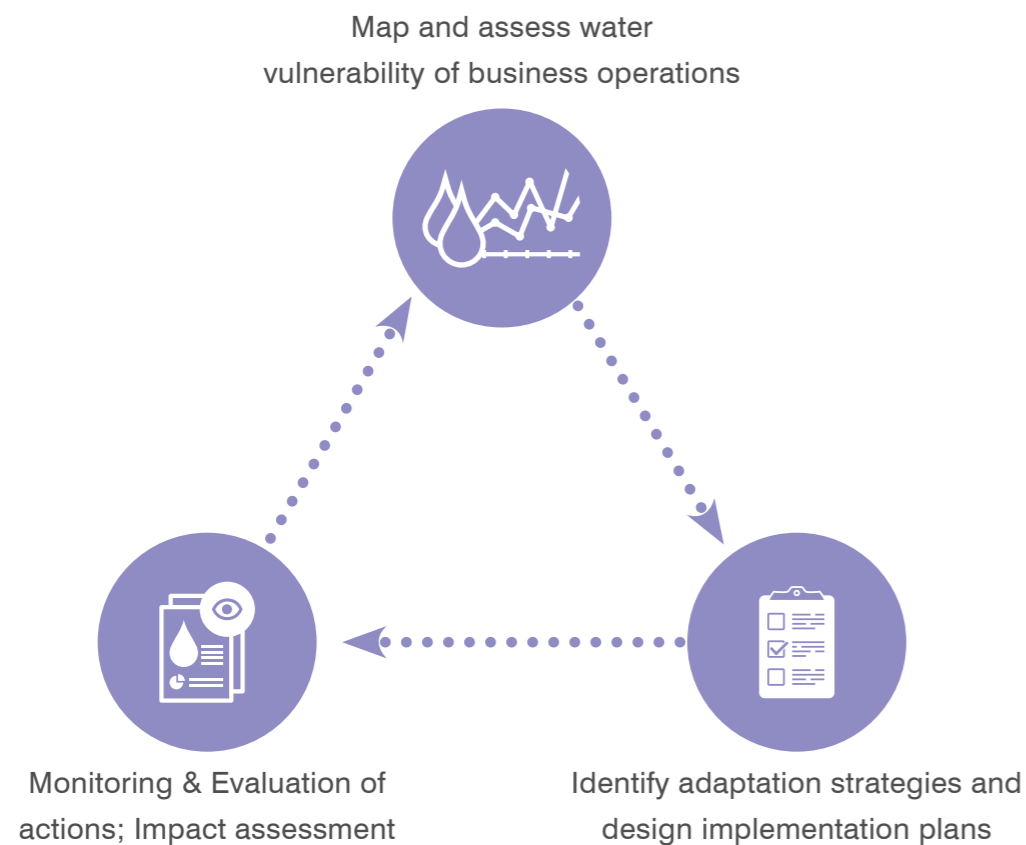 Map and assess water
vulnerability of business operations
Monitoring & Evaluation of
actions; Impact assessment
Identify adaptation strategies and
design implementation plans